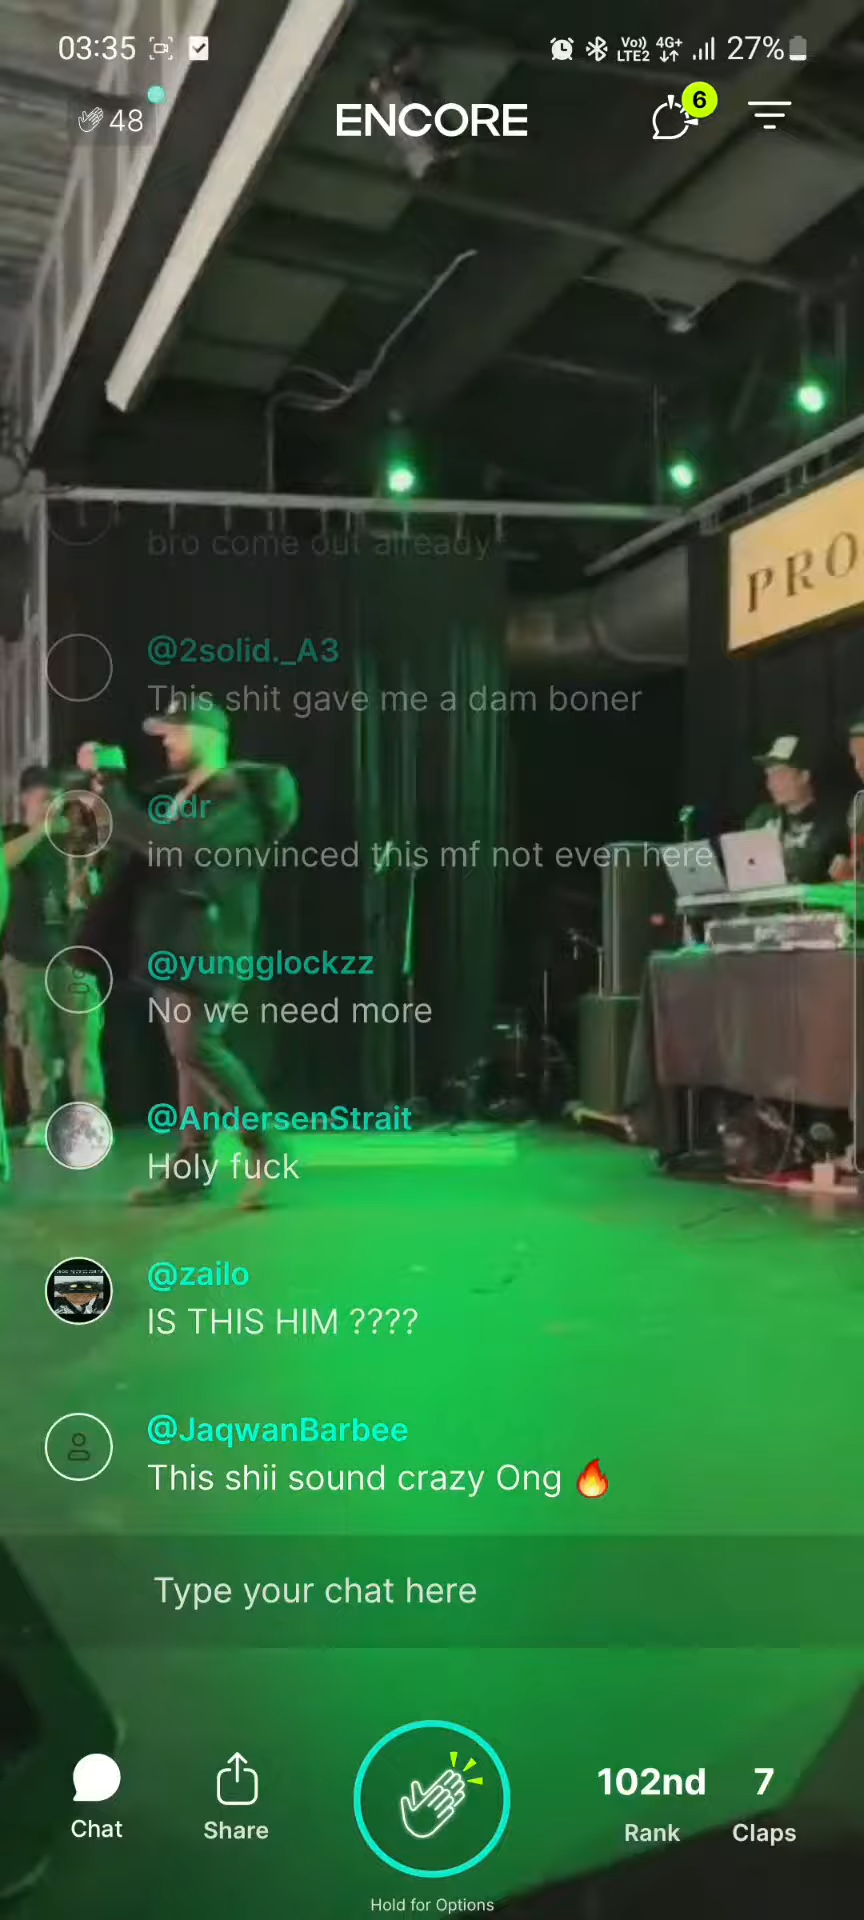 03:35
Vo)) LTE2 4G+ 27%
48
ENCORE
6
PRO
bro come out already
@2solid._A3
This shit gave me a dam boner
@dr
im convinced this mf not even here
@yungglockzz
No we need more
@AndersenStrait
Holy fuck
@zailo
IS THIS HIM ????
@JaqwanBarbee
This shii sound crazy Ong 🔥
Type your chat here
Chat
Share
Hold for Options
102nd
Rank
7
Claps